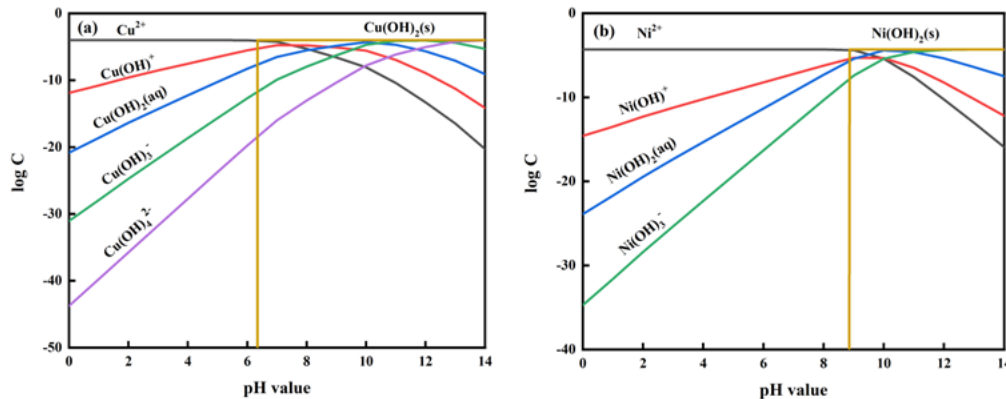 (a) Cu²⁺ Cu(OH)₂(s)
Cu(OH)⁺
Cu(OH)₂(aq)
Cu(OH)₃⁻
Cu(OH)₄²⁻
log C
0
-10
-20
-30
-40
-50
0 2 4 6 8 10 12 14
pH value
(b) Ni²⁺ Ni(OH)₂(s)
Ni(OH)⁺
Ni(OH)₂(aq)
Ni(OH)₃⁻
log C
0
-10
-20
-30
-40
0 2 4 6 8 10 12 14
pH value